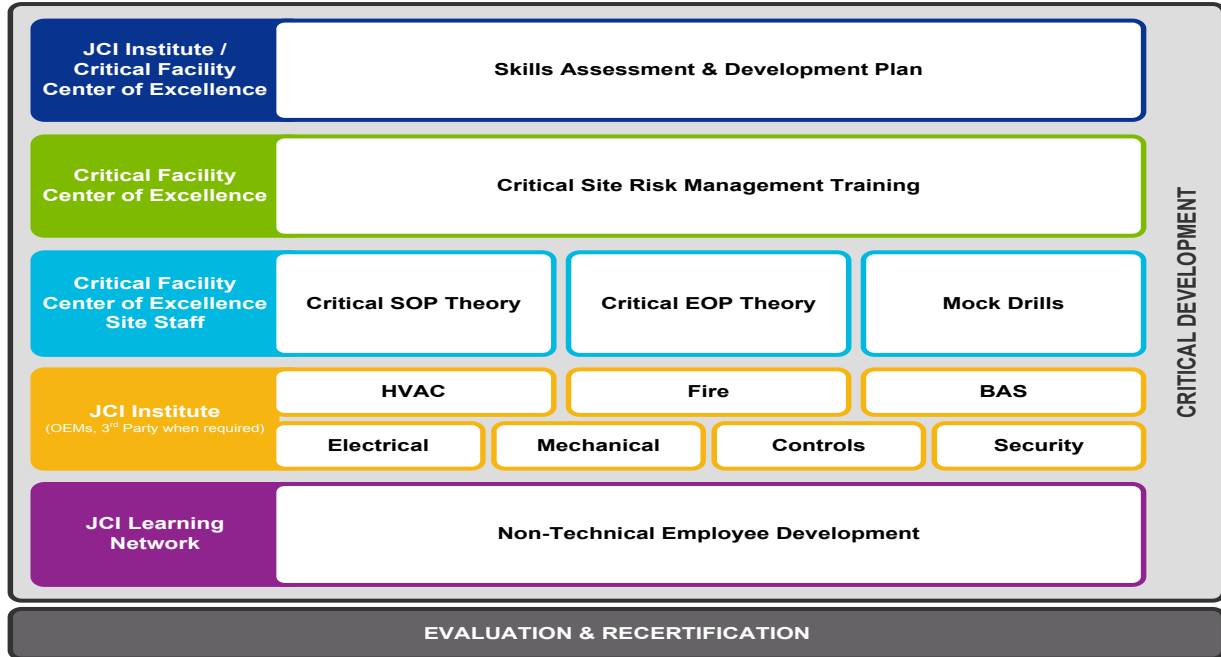 JCI Institute /
Critical Facility
Center of Excellence
Skills Assessment & Development Plan
Critical Facility
Center of Excellence
Critical Site Risk Management Training
Critical Facility
Center of Excellence
Site Staff
Critical SOP Theory
Critical EOP Theory
Mock Drills
JCI Institute
(OEMs, 3rd Party when required)
HVAC
Fire
BAS
Electrical
Mechanical
Controls
Security
JCI Learning
Network
Non-Technical Employee Development
CRITICAL DEVELOPMENT
EVALUATION & RECERTIFICATION